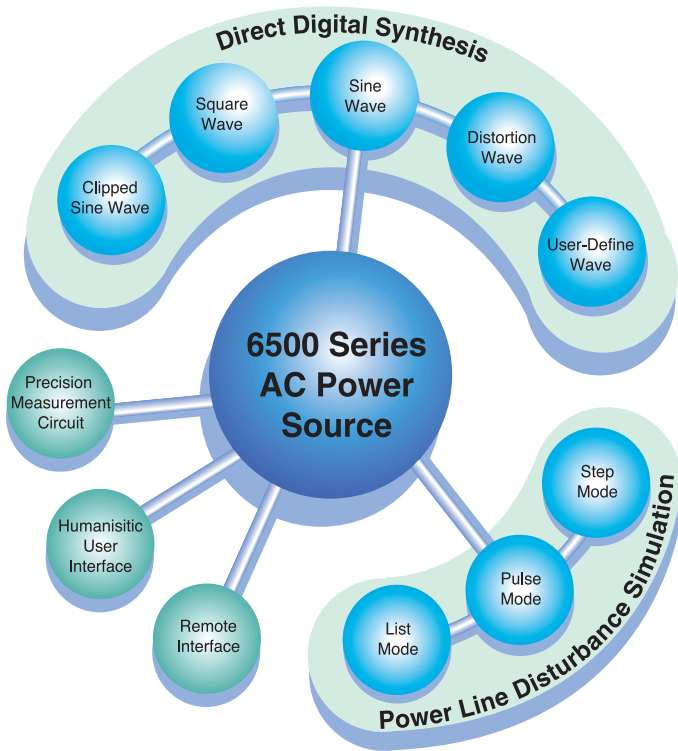 Direct Digital Synthesis
Sine
Wave
Square
Wave
Distortion
Wave
Clipped
Sine Wave
User-Define
Wave
6500 Series
AC Power
Source
Precision
Measurement
Circuit
Humanisitic
User
Interface
Remote
Interface
Step
Mode
Pulse
Mode
List
Mode
Power Line Disturbance Simulation